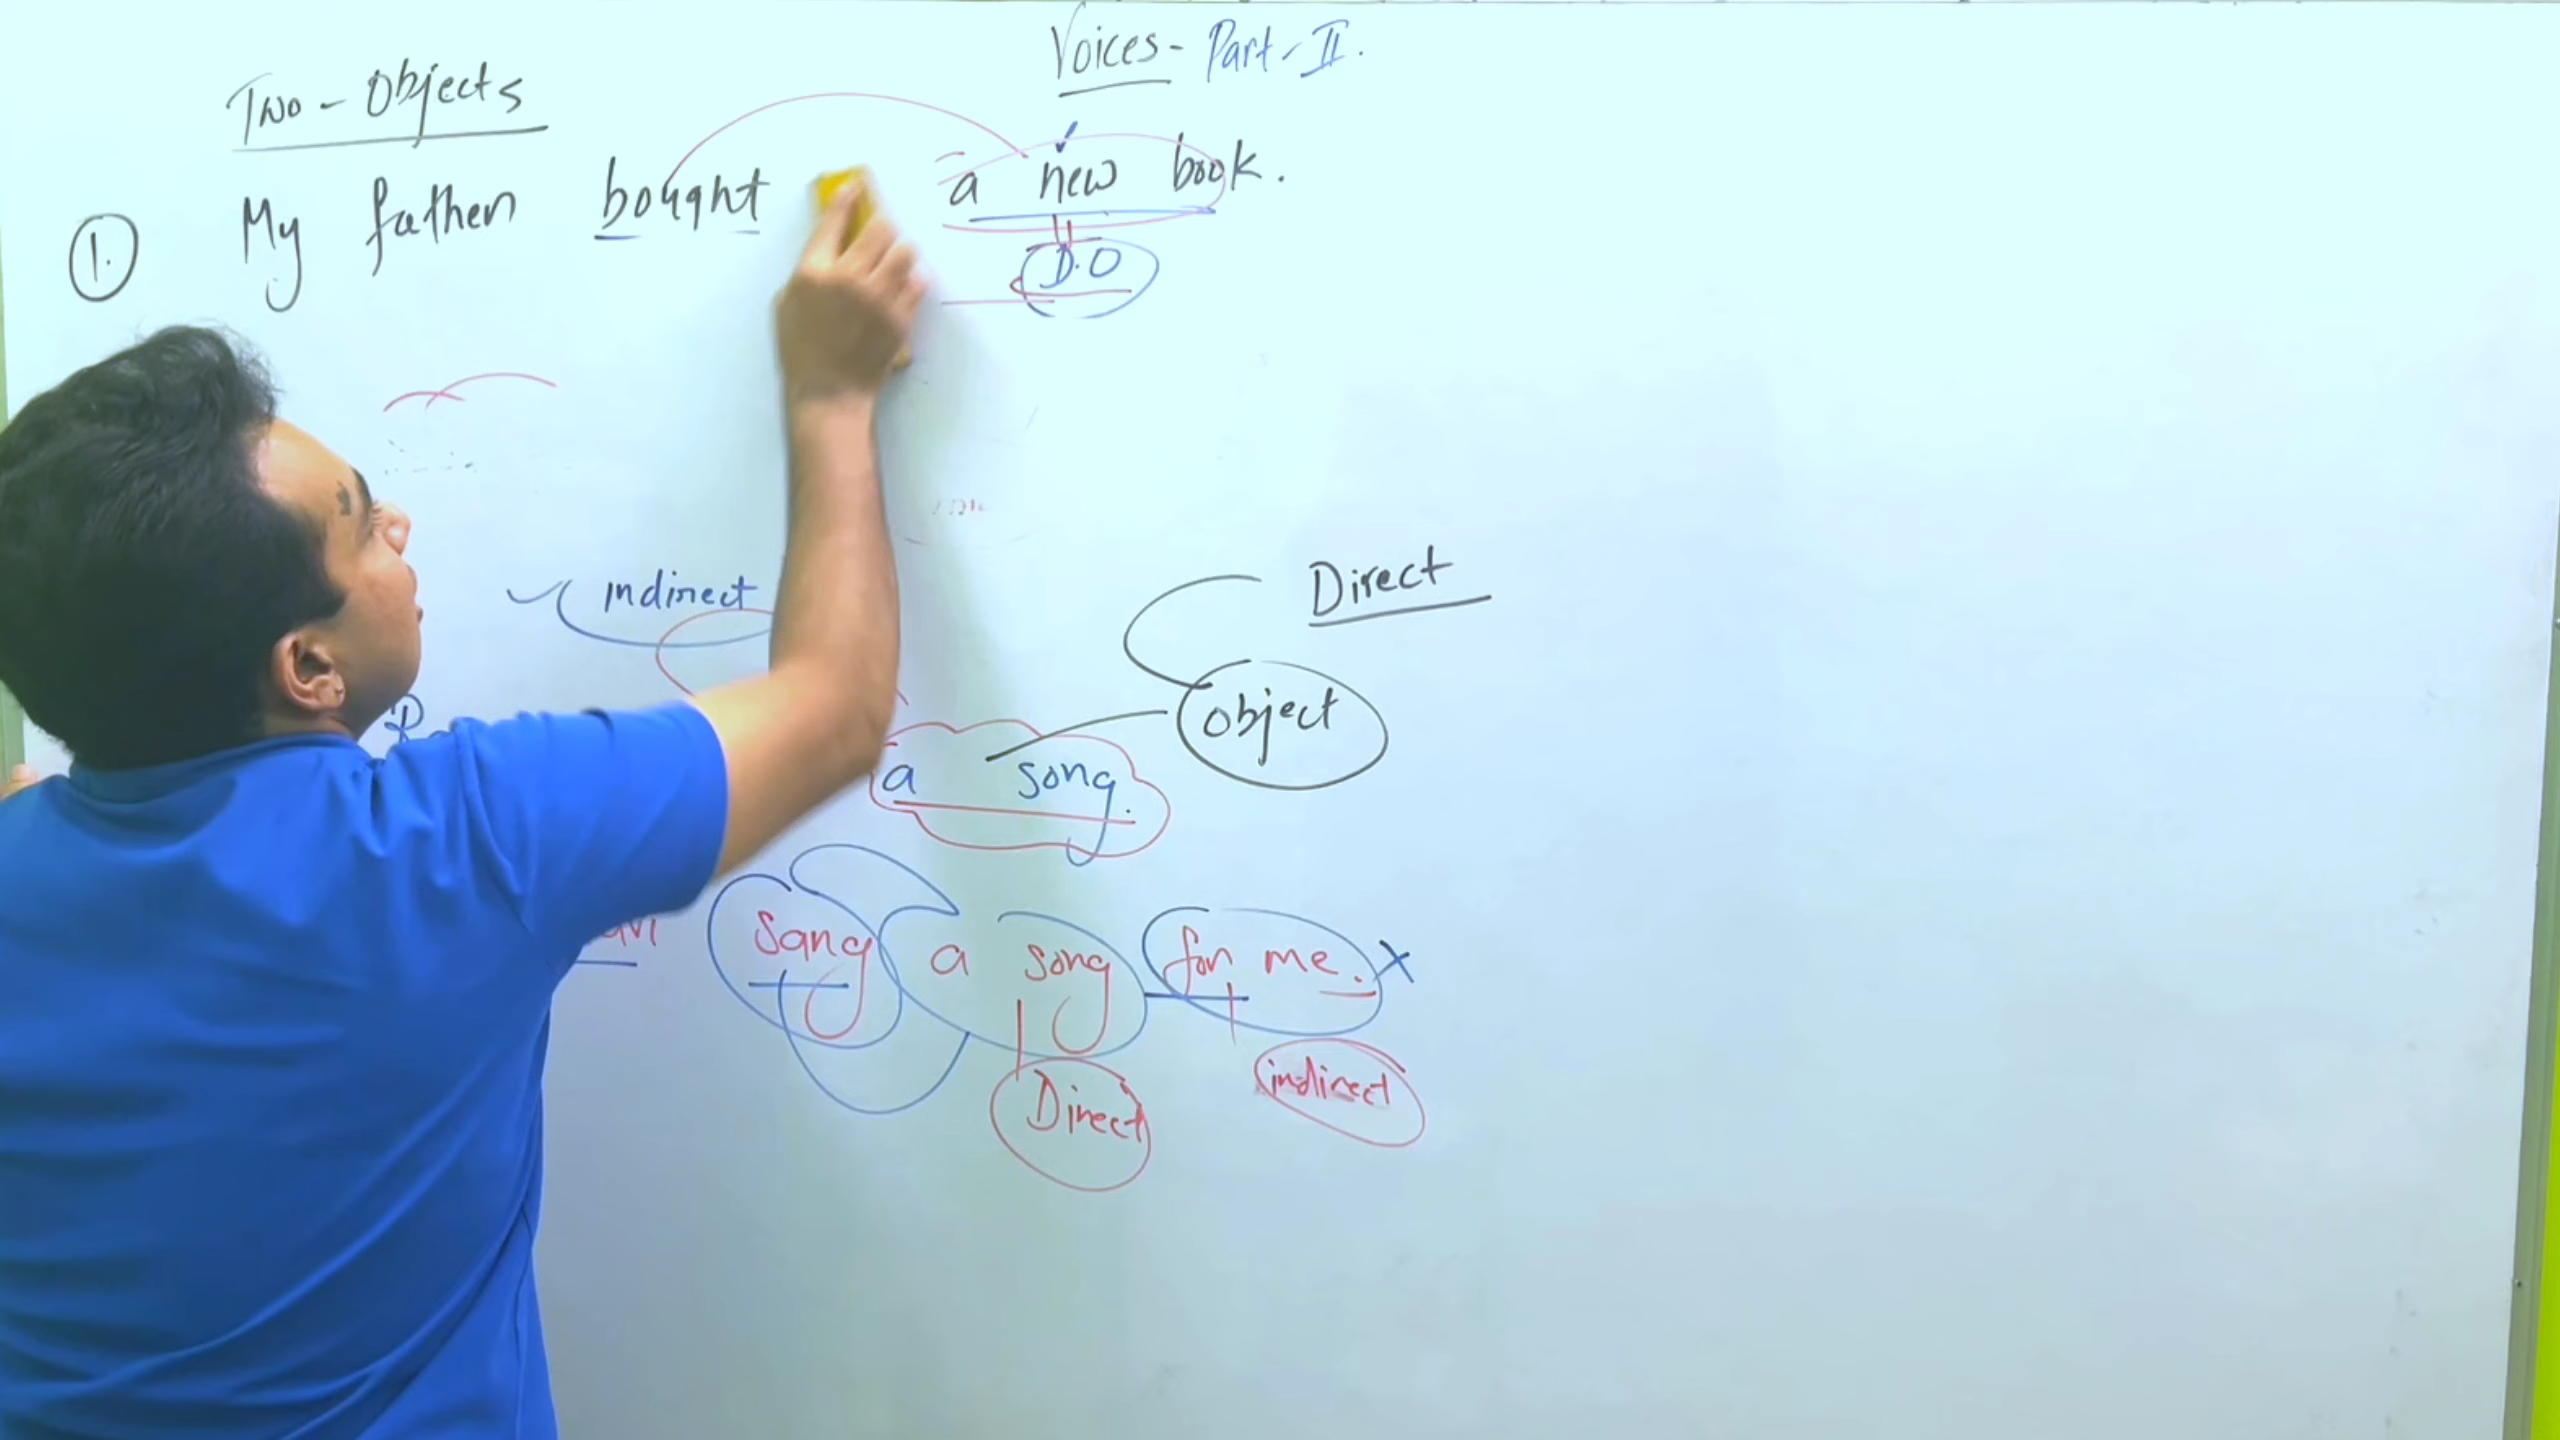 Voices - Part - II.
Two - Objects
1. My father bought a new book.
D.O
indirect
Direct
object
a song.
sang a song for me. x
Direct
indirect